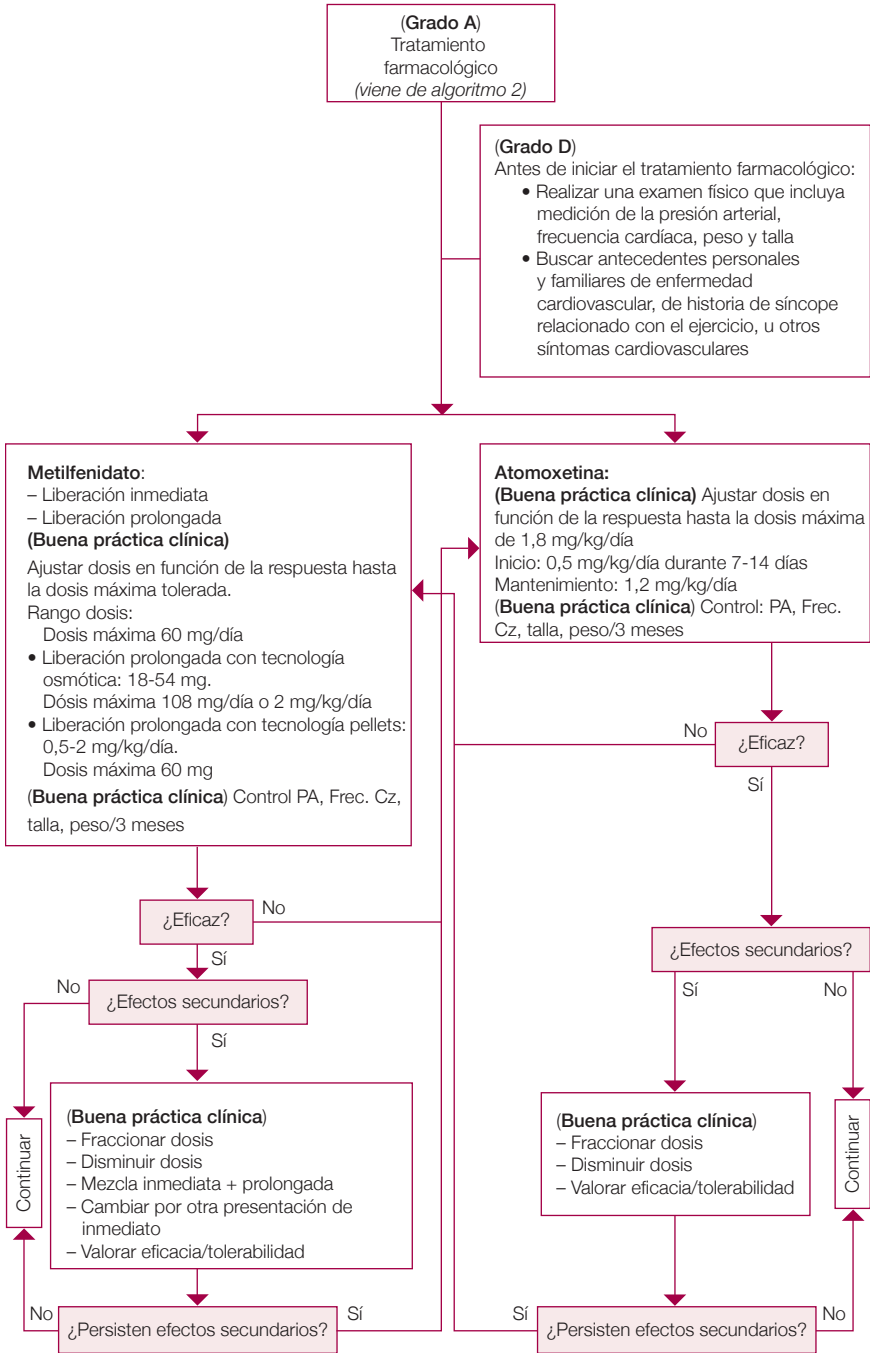 (Grado A)
Tratamiento
farmacológico
(viene de algoritmo 2)
(Grado D)
Antes de iniciar el tratamiento farmacológico:
• Realizar una examen físico que incluya
medición de la presión arterial,
frecuencia cardíaca, peso y talla
• Buscar antecedentes personales
y familiares de enfermedad
cardiovascular, de historia de síncope
relacionado con el ejercicio, u otros
síntomas cardiovasculares
Metilfenidato:
– Liberación inmediata
– Liberación prolongada
(Buena práctica clínica)
Ajustar dosis en función de la respuesta hasta
la dosis máxima tolerada.
Rango dosis:
Dosis máxima 60 mg/día
• Liberación prolongada con tecnología
osmótica: 18-54 mg.
Dósis máxima 108 mg/día o 2 mg/kg/día
• Liberación prolongada con tecnología pellets:
0,5-2 mg/kg/día.
Dosis máxima 60 mg
(Buena práctica clínica) Control PA, Frec. Cz,
talla, peso/3 meses
Atomoxetina:
(Buena práctica clínica) Ajustar dosis en
función de la respuesta hasta la dosis máxima
de 1,8 mg/kg/día
Inicio: 0,5 mg/kg/día durante 7-14 días
Mantenimiento: 1,2 mg/kg/día
(Buena práctica clínica) Control: PA, Frec.
Cz, talla, peso/3 meses
No
¿Eficaz?
Sí
¿Eficaz?
No
Sí
No
¿Efectos secundarios?
Sí
¿Efectos secundarios?
Sí
No
(Buena práctica clínica)
– Fraccionar dosis
– Disminuir dosis
– Mezcla inmediata + prolongada
– Cambiar por otra presentación de
inmediato
– Valorar eficacia/tolerabilidad
Continuar
(Buena práctica clínica)
– Fraccionar dosis
– Disminuir dosis
– Valorar eficacia/tolerabilidad
Continuar
No
¿Persisten efectos secundarios?
Sí
Sí
¿Persisten efectos secundarios?
No